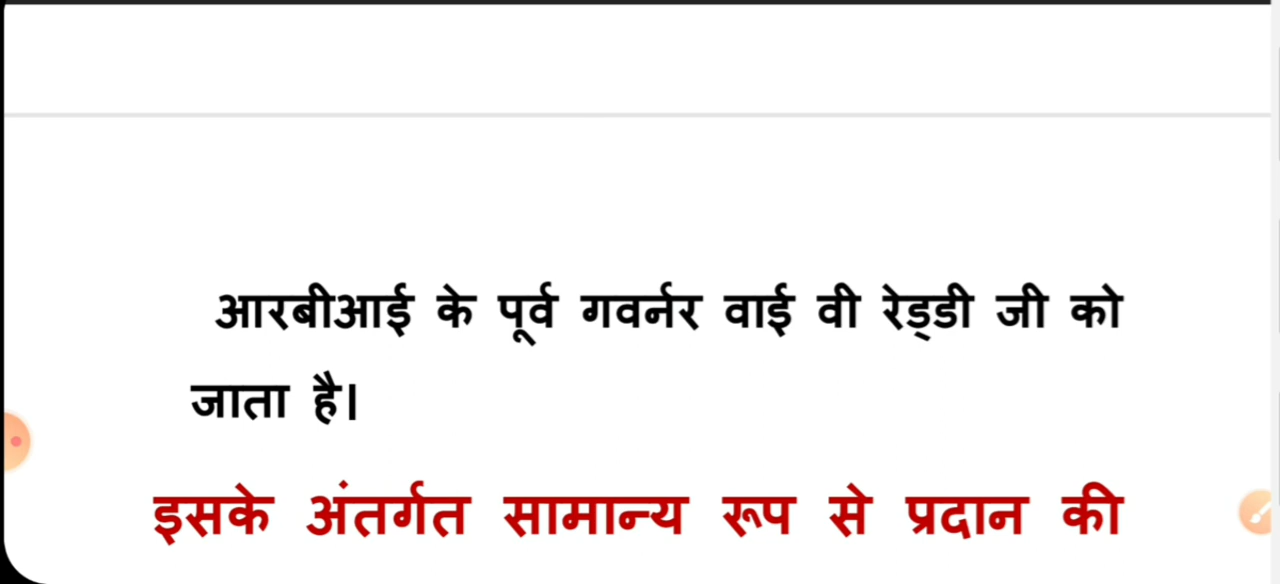 आरबीआई के पूर्व गवर्नर वाई वी रेड्डी जी को
जाता है।
इसके अंतर्गत सामान्य रूप से प्रदान की